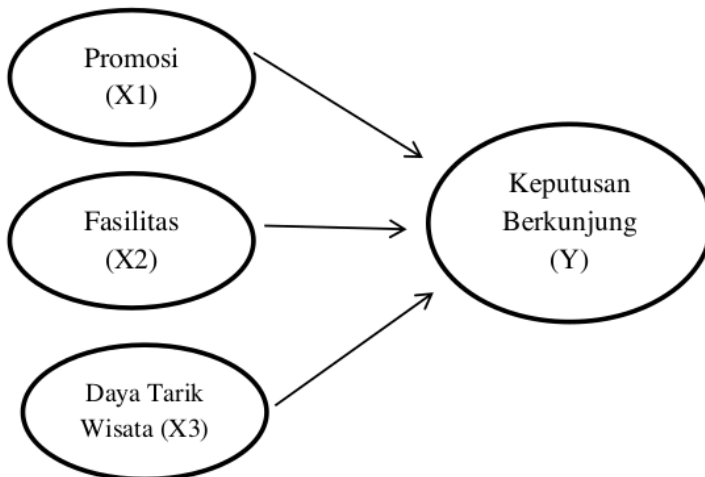 Promosi
(X1)
Fasilitas
(X2)
Daya Tarik
Wisata (X3)
Keputusan
Berkunjung
(Y)